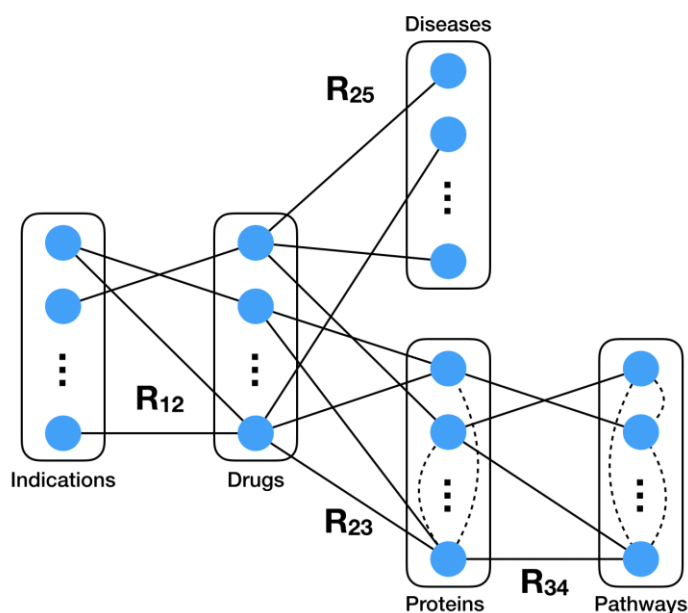 Diseases
R₂₅
R₁₂
Indications
Drugs
R₂₃
R₃₄
Proteins
Pathways